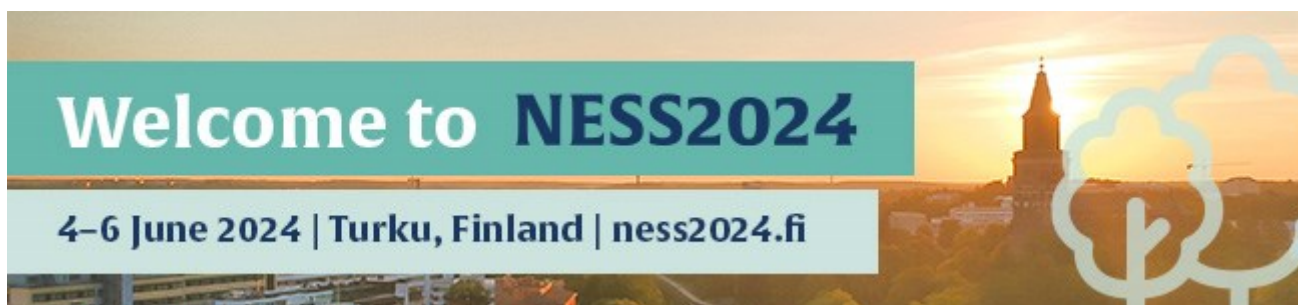 Welcome to NESS2024
4–6 June 2024 | Turku, Finland | ness2024.fi